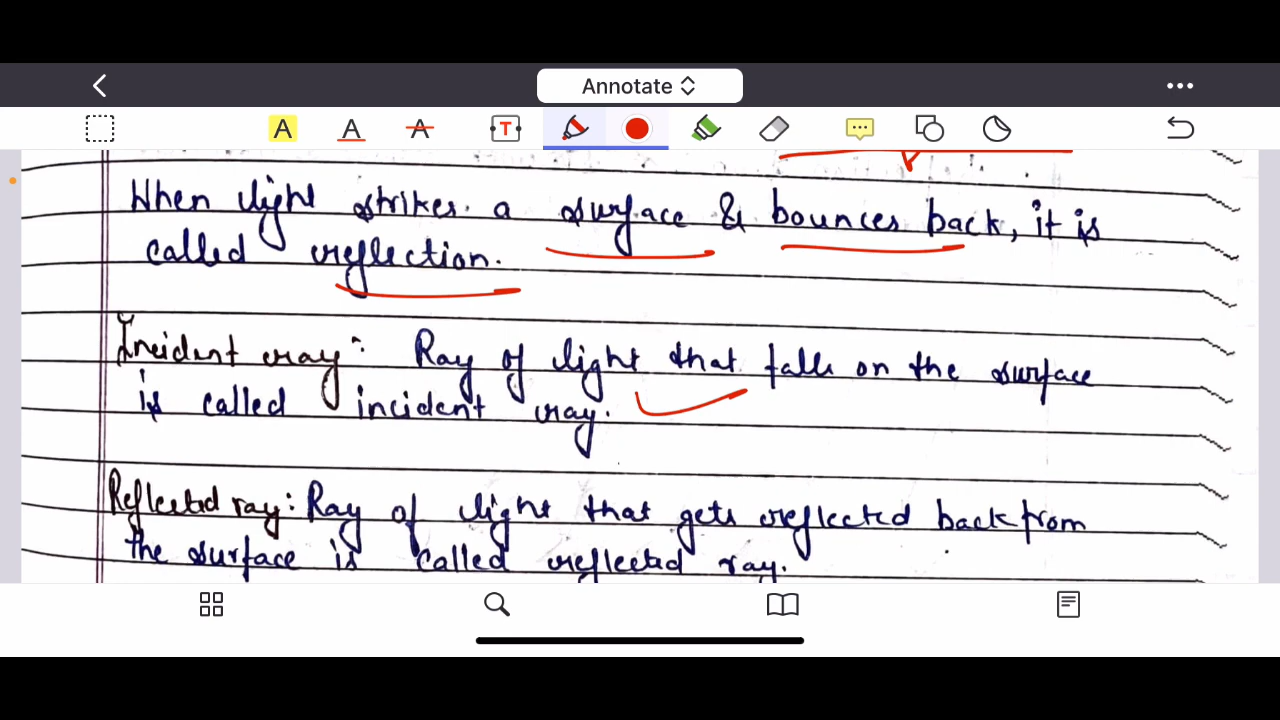 Annotate
A A A T
When light strikes a surface & bounces back, it is
called reflection.
Incident ray: Ray of light that falls on the surface
is called incident ray.
Reflected ray: Ray of light that gets reflected back from
the surface is called reflected ray.